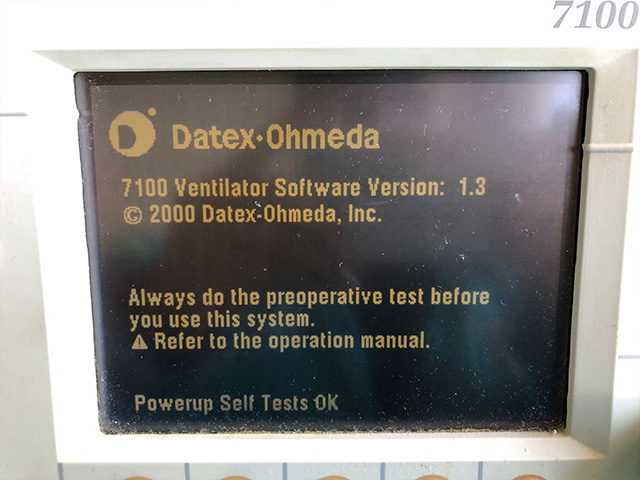 7100
Datex·Ohmeda
7100 Ventilator Software Version: 1.3
© 2000 Datex-Ohmeda, Inc.
Always do the preoperative test before
you use this system.
⚠ Refer to the operation manual.
Powerup Self Tests OK